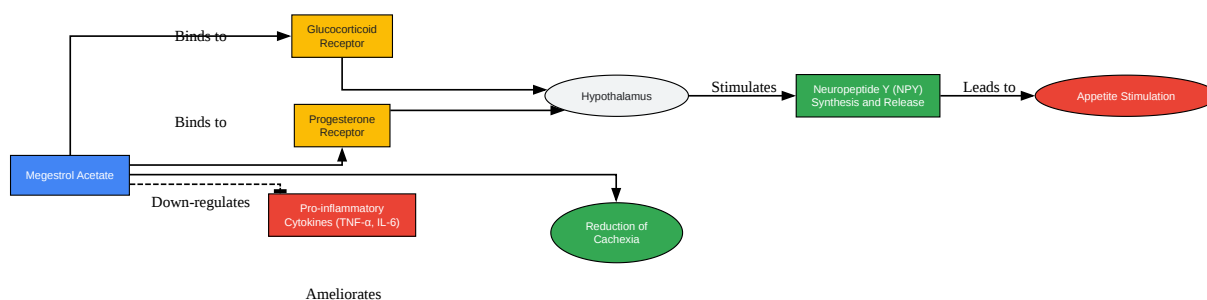 Binds to
Glucocorticoid
Receptor
Hypothalamus
Stimulates
Neuropeptide Y (NPY)
Synthesis and Release
Leads to
Appetite Stimulation
Binds to
Progesterone
Receptor
Megestrol Acetate
Down-regulates
Pro-inflammatory
Cytokines (TNF-α, IL-6)
Reduction of
Cachexia
Ameliorates